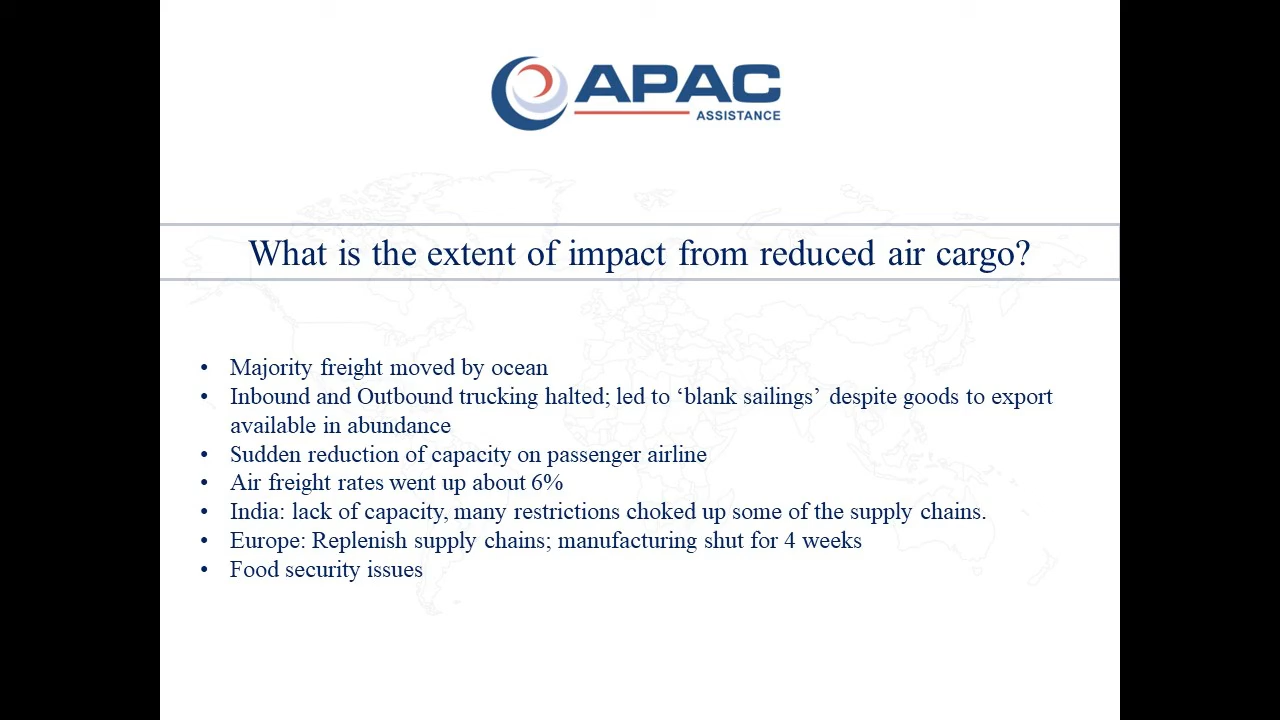 APAC
ASSISTANCE
What is the extent of impact from reduced air cargo?
• Majority freight moved by ocean
• Inbound and Outbound trucking halted; led to ‘blank sailings’ despite goods to export
available in abundance
• Sudden reduction of capacity on passenger airline
• Air freight rates went up about 6%
• India: lack of capacity, many restrictions choked up some of the supply chains.
• Europe: Replenish supply chains; manufacturing shut for 4 weeks
• Food security issues